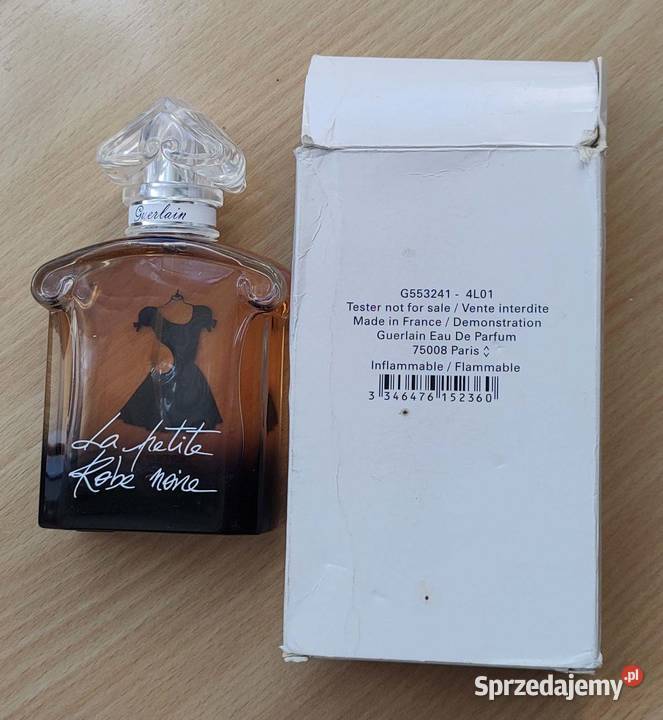 Guerlain
La petite
Robe noire
G553241 - 4L01
Tester not for sale / Vente interdite
Made in France / Demonstration
Guerlain Eau De Parfum
75008 Paris
Inflammable / Flammable
3 346476 152360
Sprzedajemy.pl